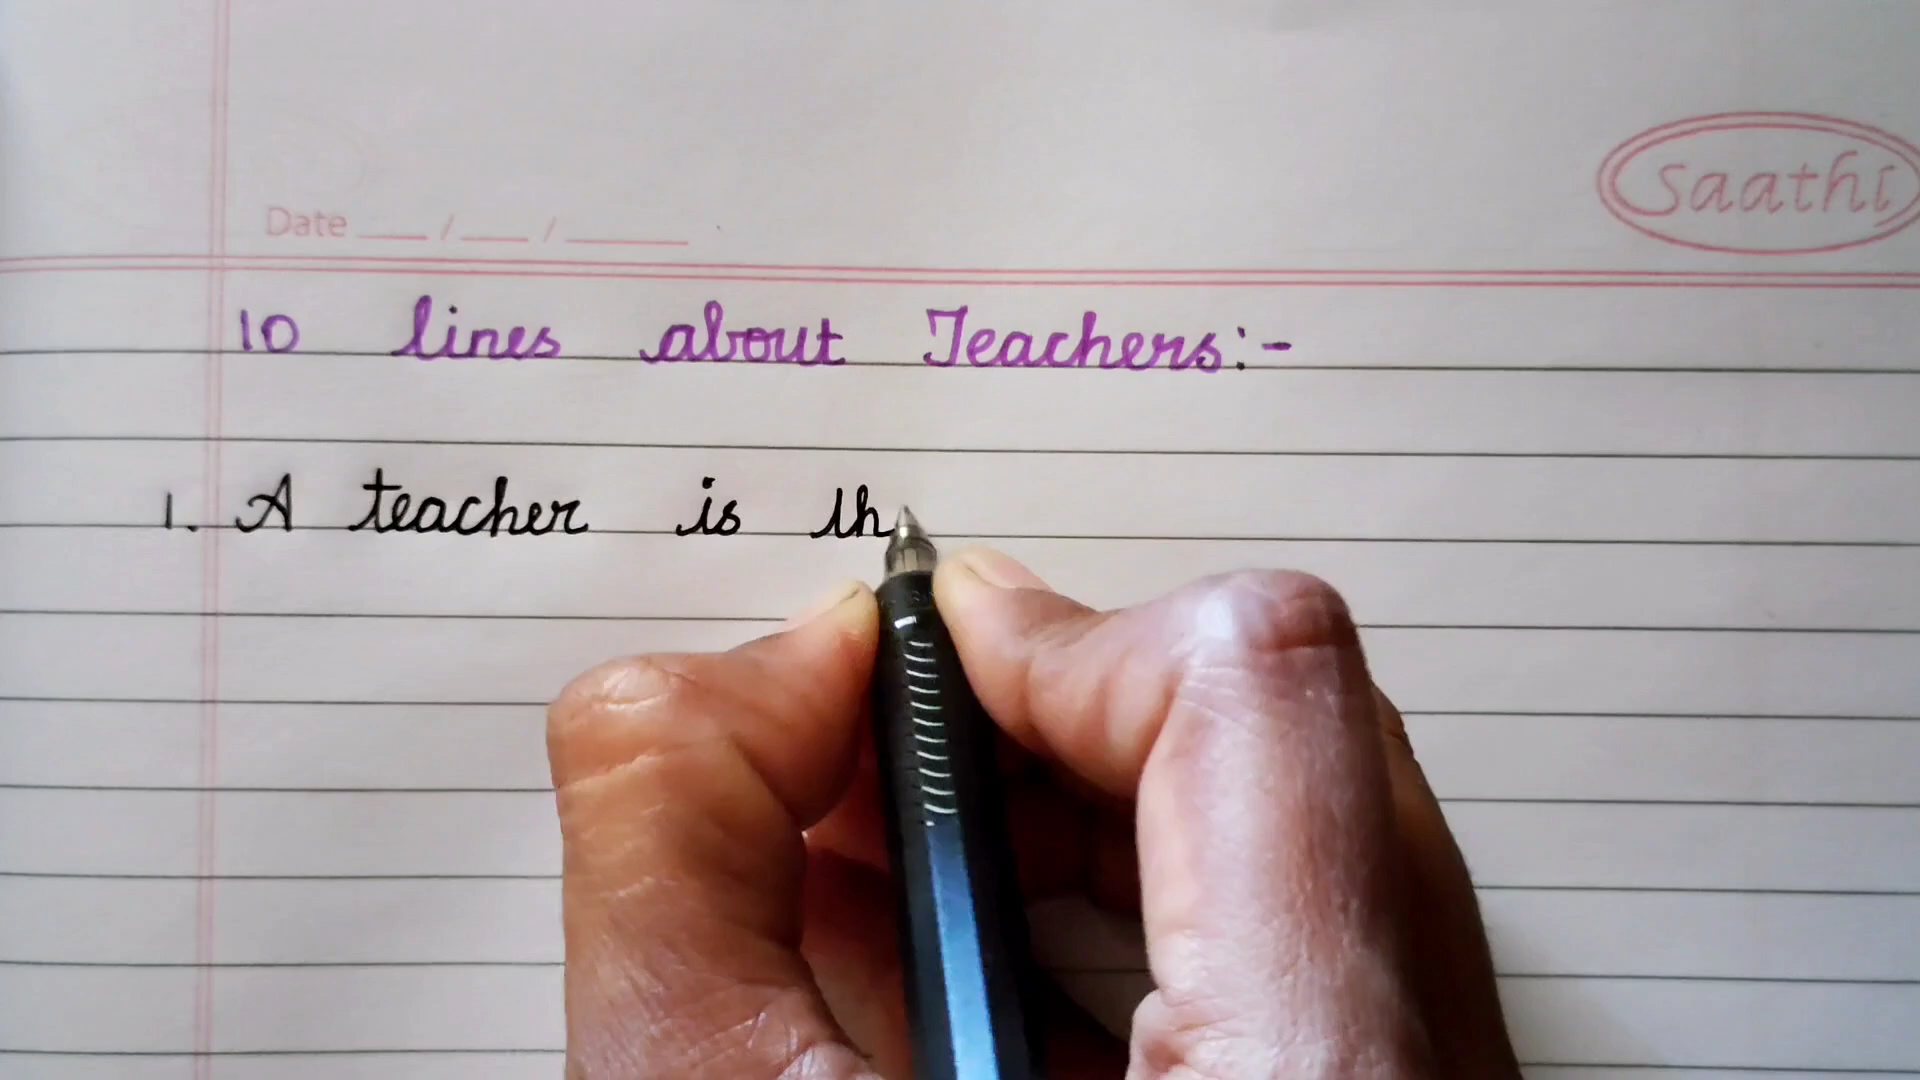 saathi
Date __ / __ / ____
10 lines about Teachers:-
1. A teacher is th